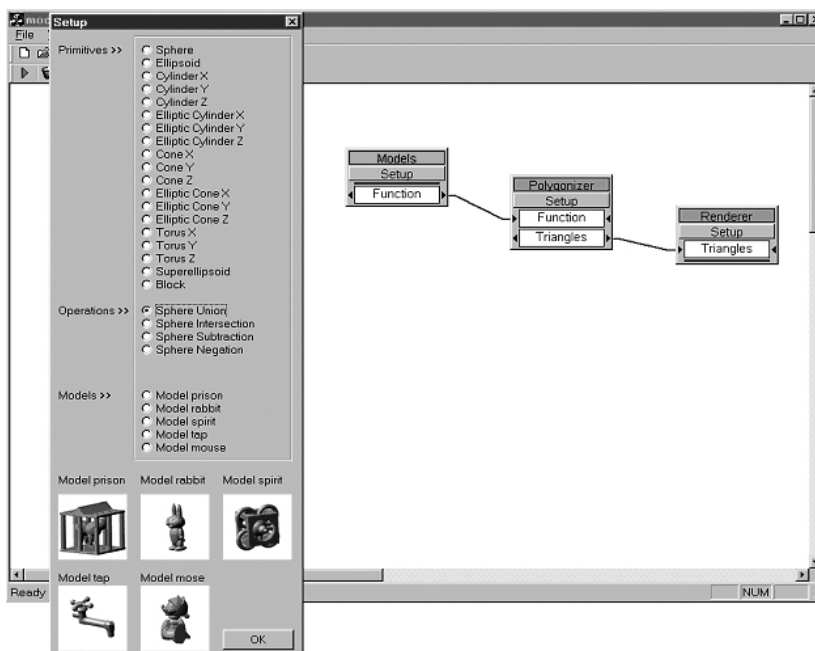 Setup
File
Primitives >>
Sphere
Ellipsoid
Cylinder X
Cylinder Y
Cylinder Z
Elliptic Cylinder X
Elliptic Cylinder Y
Elliptic Cylinder Z
Cone X
Cone Y
Cone Z
Elliptic Cone X
Elliptic Cone Y
Elliptic Cone Z
Torus X
Torus Y
Torus Z
Superellipsoid
Block
Operations >>
Sphere Union
Sphere Intersection
Sphere Subtraction
Sphere Negation
Models >>
Model prison
Model rabbit
Model spirit
Model tap
Model mouse
Model prison Model rabbit Model spirit
Model tap Model mose
OK
Models
Setup
Function
Polygonizer
Setup
Function
Triangles
Renderer
Setup
Triangles
Ready
NUM